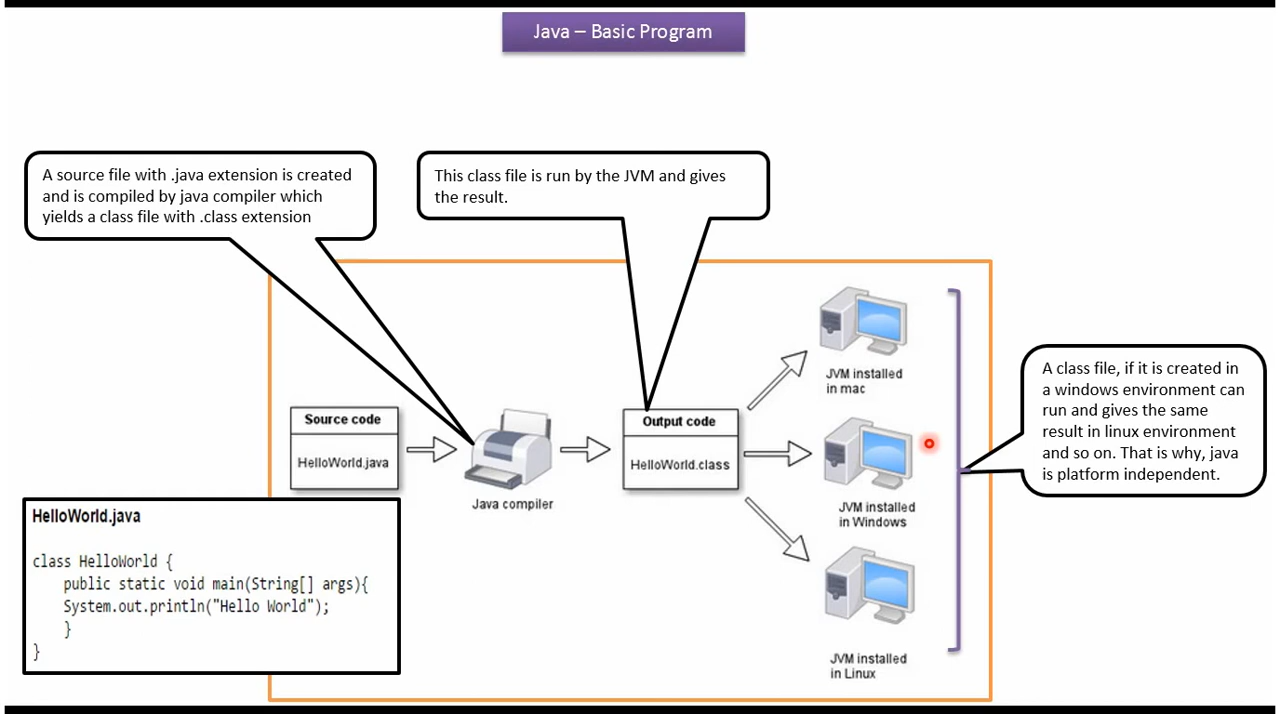 Java – Basic Program
A source file with .java extension is created
and is compiled by java compiler which
yields a class file with .class extension
This class file is run by the JVM and gives
the result.
JVM installed
in mac
A class file, if it is created in
a windows environment can
run and gives the same
result in linux environment
and so on. That is why, java
is platform independent.
Source code
HelloWorld.java
Java compiler
Output code
HelloWorld.class
JVM installed
in Windows
HelloWorld.java
class HelloWorld {
    public static void main(String[] args){
    System.out.println("Hello World");
    }
}
JVM installed
in Linux